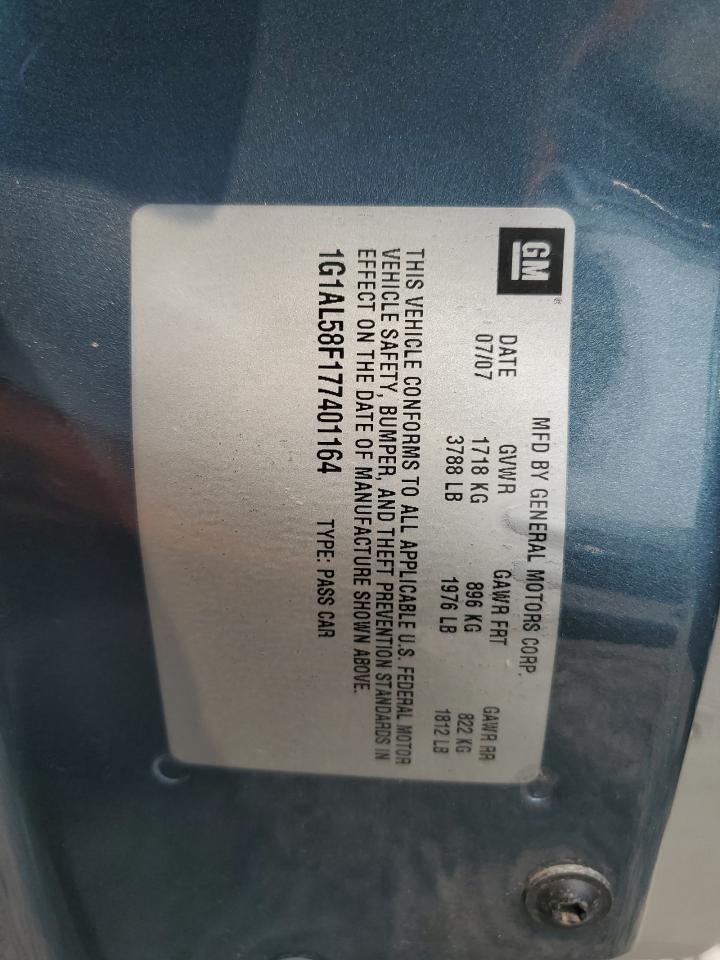 GM
MFD BY GENERAL MOTORS CORP.
DATE GVWR GAWR FRT GAWR RR
07/07 1718 KG 896 KG 822 KG
3788 LB 1976 LB 1812 LB
THIS VEHICLE CONFORMS TO ALL APPLICABLE U.S. FEDERAL MOTOR
VEHICLE SAFETY, BUMPER, AND THEFT PREVENTION STANDARDS IN
EFFECT ON THE DATE OF MANUFACTURE SHOWN ABOVE.
1G1AL58F177401164 TYPE: PASS CAR